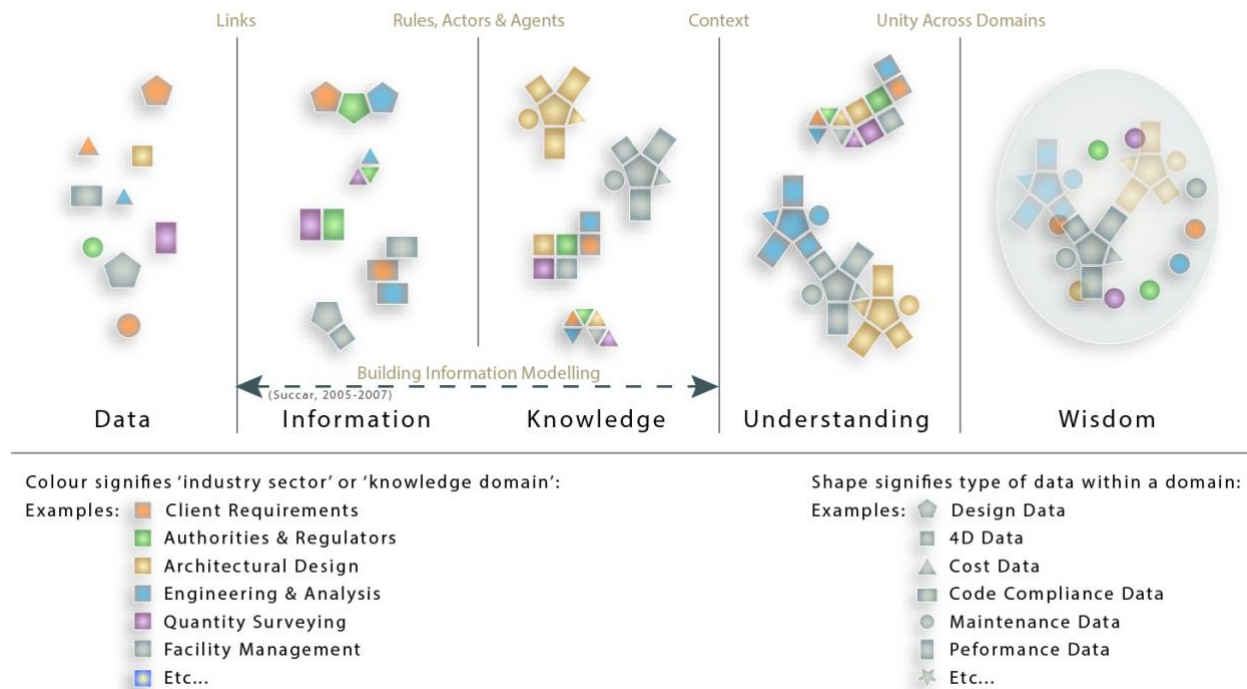 Links
Rules, Actors & Agents
Context
Unity Across Domains
Building Information Modelling
(Succar, 2005-2007)
Data
Information
Knowledge
Understanding
Wisdom
Colour signifies ‘industry sector’ or ‘knowledge domain’:
Examples:
Client Requirements
Authorities & Regulators
Architectural Design
Engineering & Analysis
Quantity Surveying
Facility Management
Etc...
Shape signifies type of data within a domain:
Examples:
Design Data
4D Data
Cost Data
Code Compliance Data
Maintenance Data
Peformance Data
Etc...